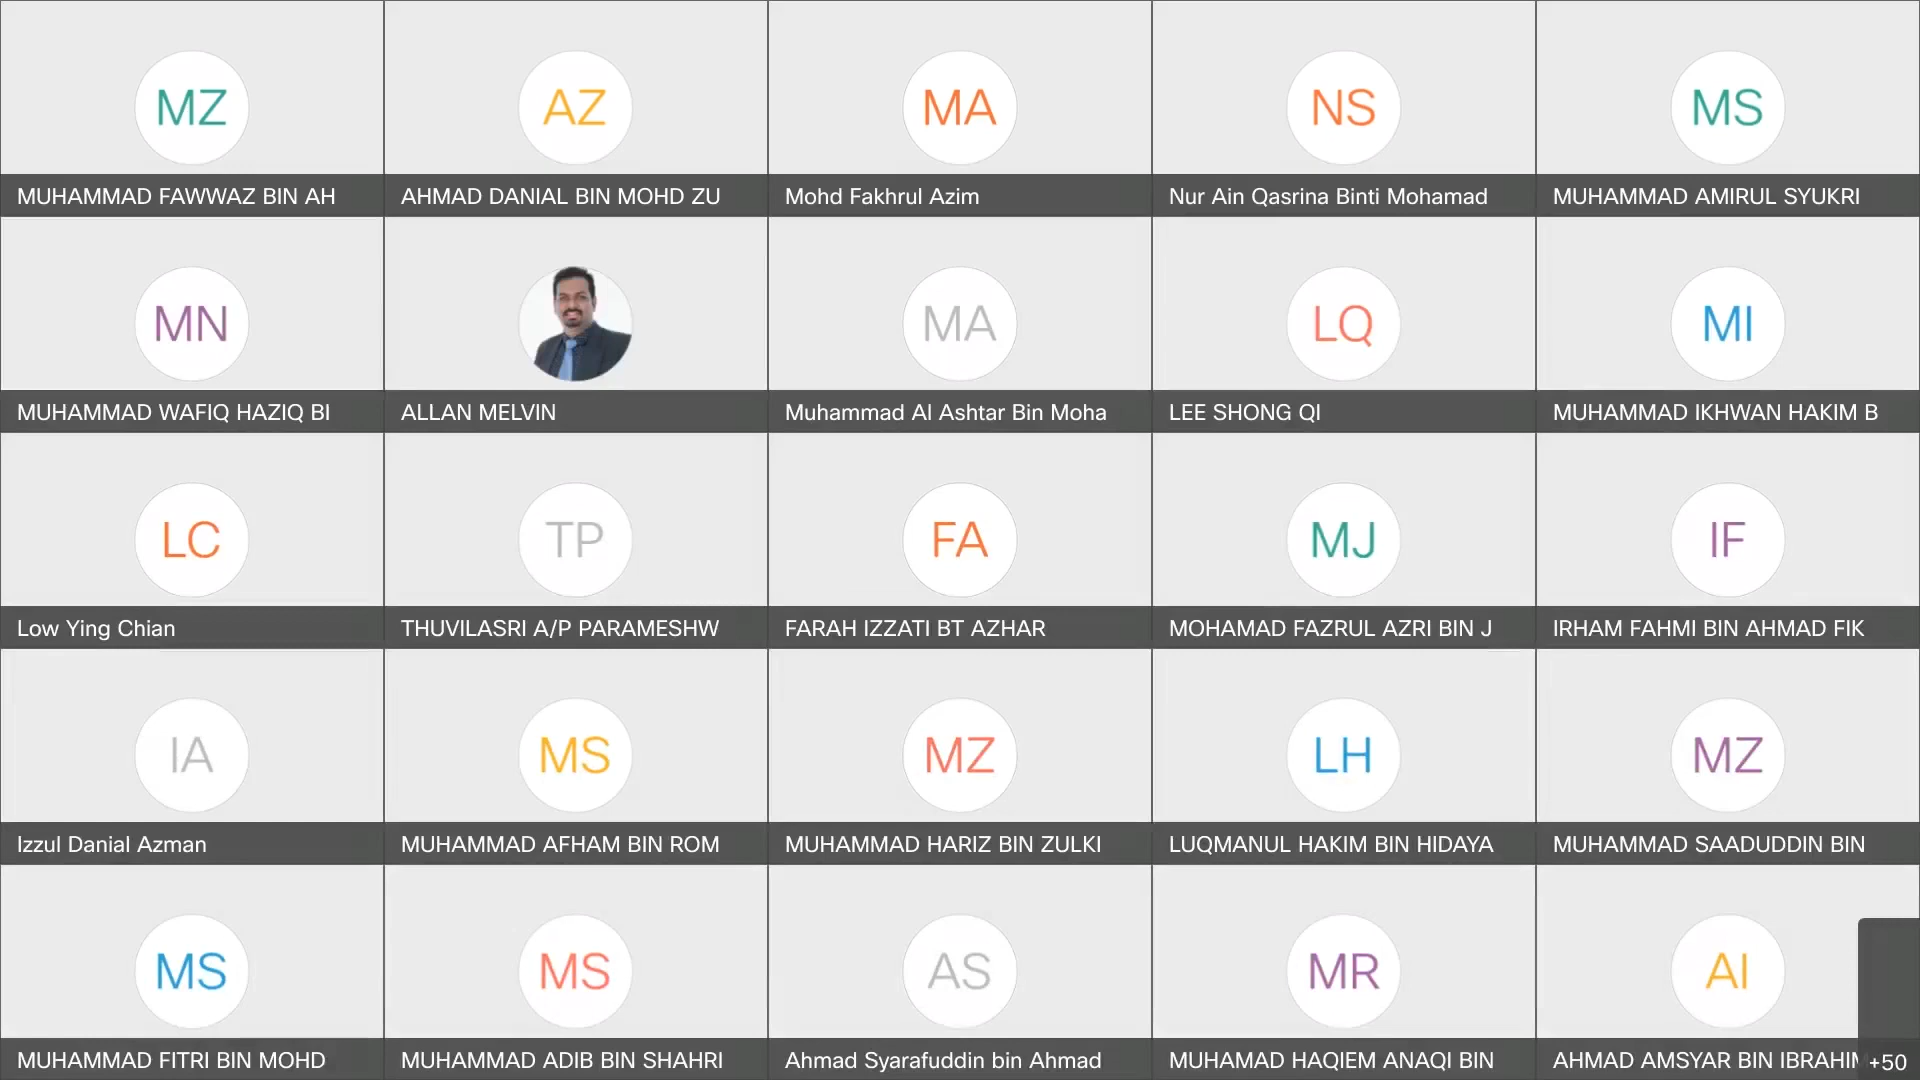 MZ
MUHAMMAD FAWWAZ BIN AH
AZ
AHMAD DANIAL BIN MOHD ZU
MA
Mohd Fakhrul Azim
NS
Nur Ain Qasrina Binti Mohamad
MS
MUHAMMAD AMIRUL SYUKRI
MN
MUHAMMAD WAFIQ HAZIQ BI
ALLAN MELVIN
MA
Muhammad Al Ashtar Bin Moha
LQ
LEE SHONG QI
MI
MUHAMMAD IKHWAN HAKIM B
LC
Low Ying Chian
TP
THUVILASRI A/P PARAMESHW
FA
FARAH IZZATI BT AZHAR
MJ
MOHAMAD FAZRUL AZRI BIN J
IF
IRHAM FAHMI BIN AHMAD FIK
IA
Izzul Danial Azman
MS
MUHAMMAD AFHAM BIN ROM
MZ
MUHAMMAD HARIZ BIN ZULKI
LH
LUQMANUL HAKIM BIN HIDAYA
MZ
MUHAMMAD SAADUDDIN BIN
MS
MUHAMMAD FITRI BIN MOHD
MS
MUHAMMAD ADIB BIN SHAHRI
AS
Ahmad Syarafuddin bin Ahmad
MR
MUHAMAD HAQIEM ANAQI BIN
AI
AHMAD AMSYAR BIN IBRAHIM
+50